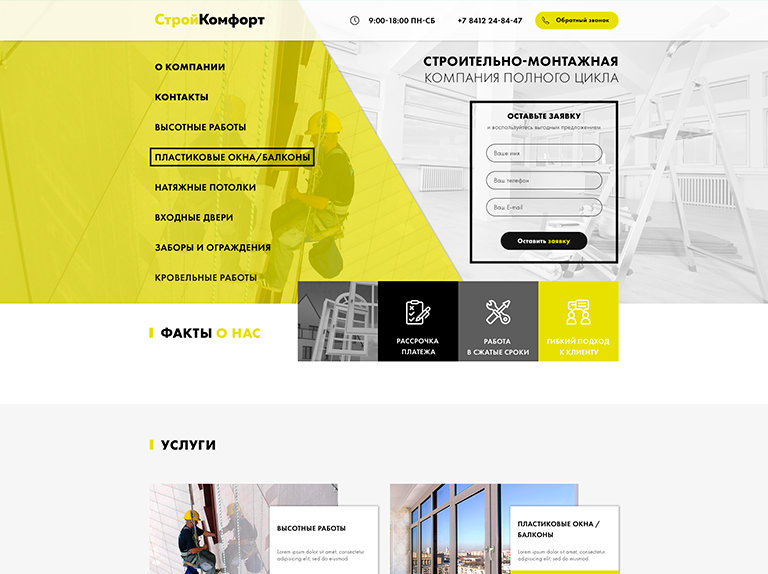 СтройКомфорт
9:00-18:00 ПН-СБ
+7 8412 24-84-47
Обратный звонок
О КОМПАНИИ
КОНТАКТЫ
ВЫСОТНЫЕ РАБОТЫ
ПЛАСТИКОВЫЕ ОКНА/БАЛКОНЫ
НАТЯЖНЫЕ ПОТОЛКИ
ВХОДНЫЕ ДВЕРИ
ЗАБОРЫ И ОГРАЖДЕНИЯ
КРОВЕЛЬНЫЕ РАБОТЫ
СТРОИТЕЛЬНО-МОНТАЖНАЯ
КОМПАНИЯ ПОЛНОГО ЦИКЛА
ОСТАВЬТЕ ЗАЯВКУ
и воспользуйтесь выгодным предложением
Ваше имя
Ваш телефон
Ваш E-mail
Оставить заявку
ФАКТЫ О НАС
РАССРОЧКА
ПЛАТЕЖА
РАБОТА
В СЖАТЫЕ СРОКИ
ГИБКИЙ ПОДХОД
К КЛИЕНТУ
УСЛУГИ
ВЫСОТНЫЕ РАБОТЫ
Lorem ipsum dolor sit amet, consectetur
adipiscing elit, sed do eiusmod.
ПЛАСТИКОВЫЕ ОКНА /
БАЛКОНЫ
Lorem ipsum dolor sit amet, consectetur
adipiscing elit, sed do eiusmod.